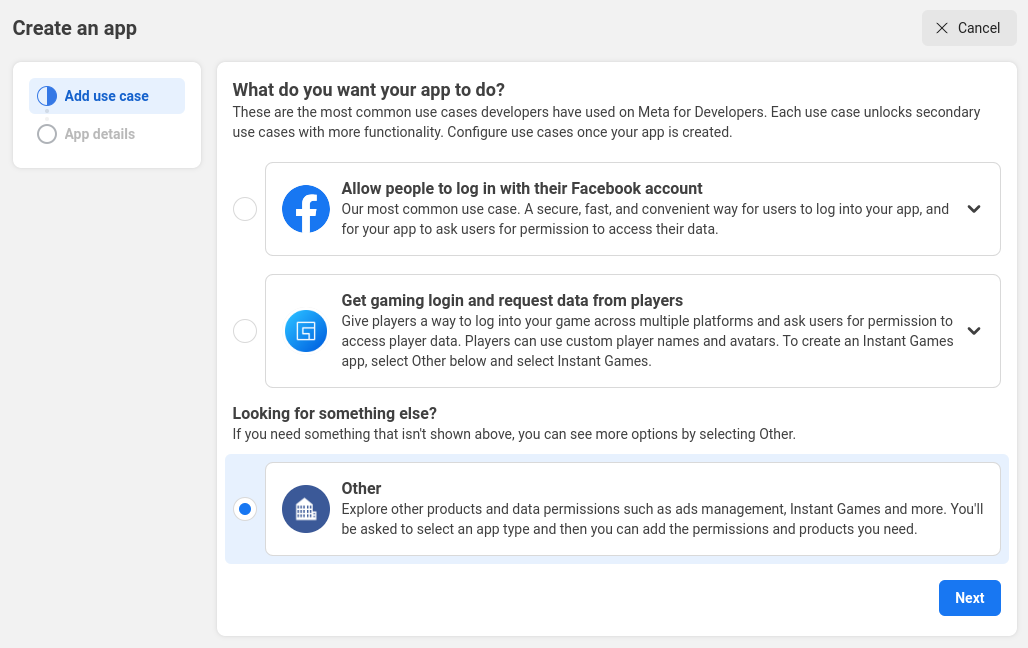 Create an app
Cancel
Add use case
App details
What do you want your app to do?
These are the most common use cases developers have used on Meta for Developers. Each use case unlocks secondary
use cases with more functionality. Configure use cases once your app is created.
Allow people to log in with their Facebook account
Our most common use case. A secure, fast, and convenient way for users to log into your app, and
for your app to ask users for permission to access their data.
Get gaming login and request data from players
Give players a way to log into your game across multiple platforms and ask users for permission to
access player data. Players can use custom player names and avatars. To create an Instant Games
app, select Other below and select Instant Games.
Looking for something else?
If you need something that isn't shown above, you can see more options by selecting Other.
Other
Explore other products and data permissions such as ads management, Instant Games and more. You'll
be asked to select an app type and then you can add the permissions and products you need.
Next